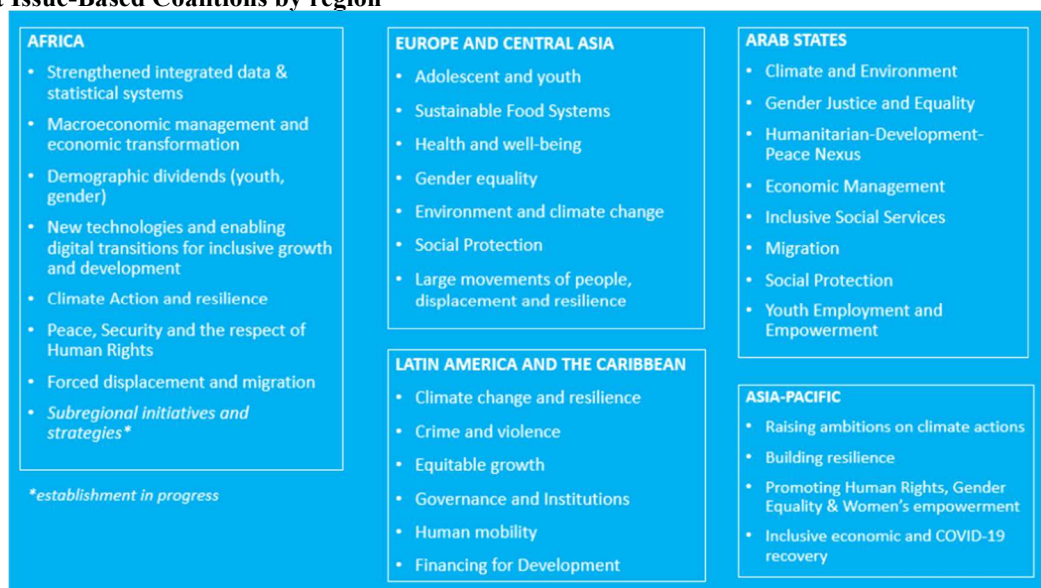 Issue-Based Coalitions by region
AFRICA
• Strengthened integrated data &
statistical systems
• Macroeconomic management and
economic transformation
• Demographic dividends (youth,
gender)
• New technologies and enabling
digital transitions for inclusive growth
and development
• Climate Action and resilience
• Peace, Security and the respect of
Human Rights
• Forced displacement and migration
• Subregional initiatives and
strategies*
*establishment in progress
EUROPE AND CENTRAL ASIA
• Adolescent and youth
• Sustainable Food Systems
• Health and well-being
• Gender equality
• Environment and climate change
• Social Protection
• Large movements of people,
displacement and resilience
LATIN AMERICA AND THE CARIBBEAN
• Climate change and resilience
• Crime and violence
• Equitable growth
• Governance and Institutions
• Human mobility
• Financing for Development
ARAB STATES
• Climate and Environment
• Gender Justice and Equality
• Humanitarian-Development-
Peace Nexus
• Economic Management
• Inclusive Social Services
• Migration
• Social Protection
• Youth Employment and
Empowerment
ASIA-PACIFIC
• Raising ambitions on climate actions
• Building resilience
• Promoting Human Rights, Gender
Equality & Women's empowerment
• Inclusive economic and COVID-19
recovery